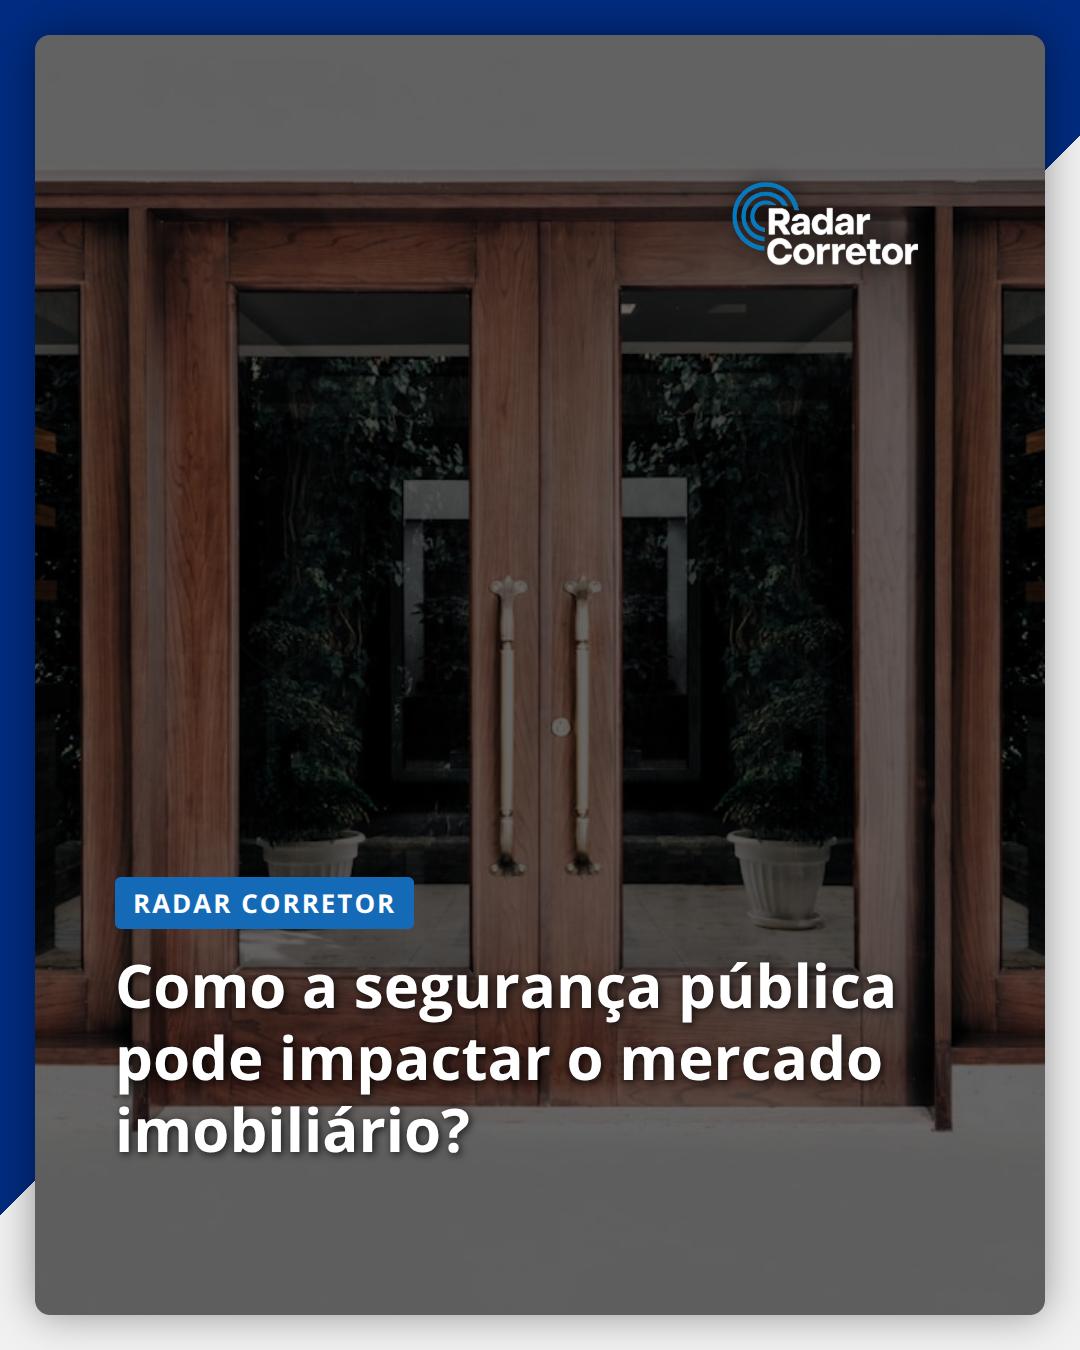 Radar
Corretor
RADAR CORRETOR
Como a segurança pública
pode impactar o mercado
imobiliário?